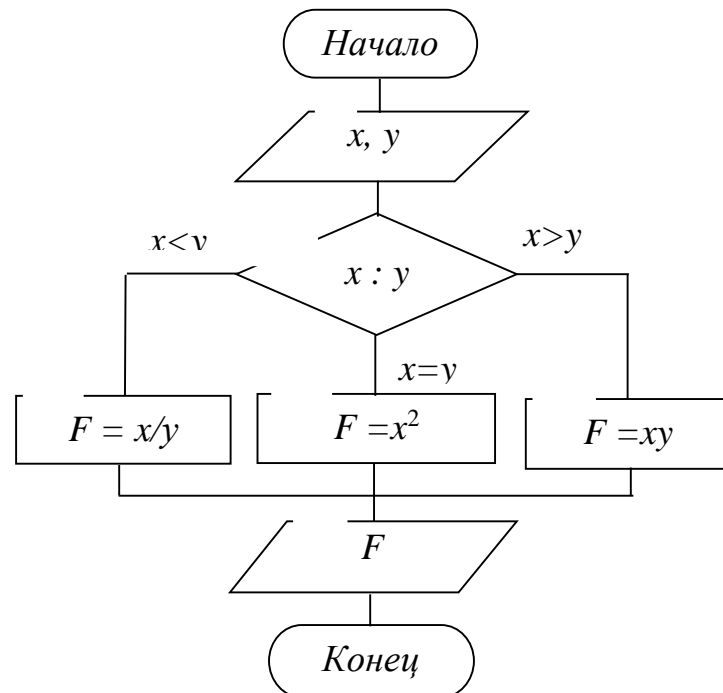 Начало
x, y
x<y
x>y
x : y
x=y
F = x/y
F =x²
F =xy
F
Конец